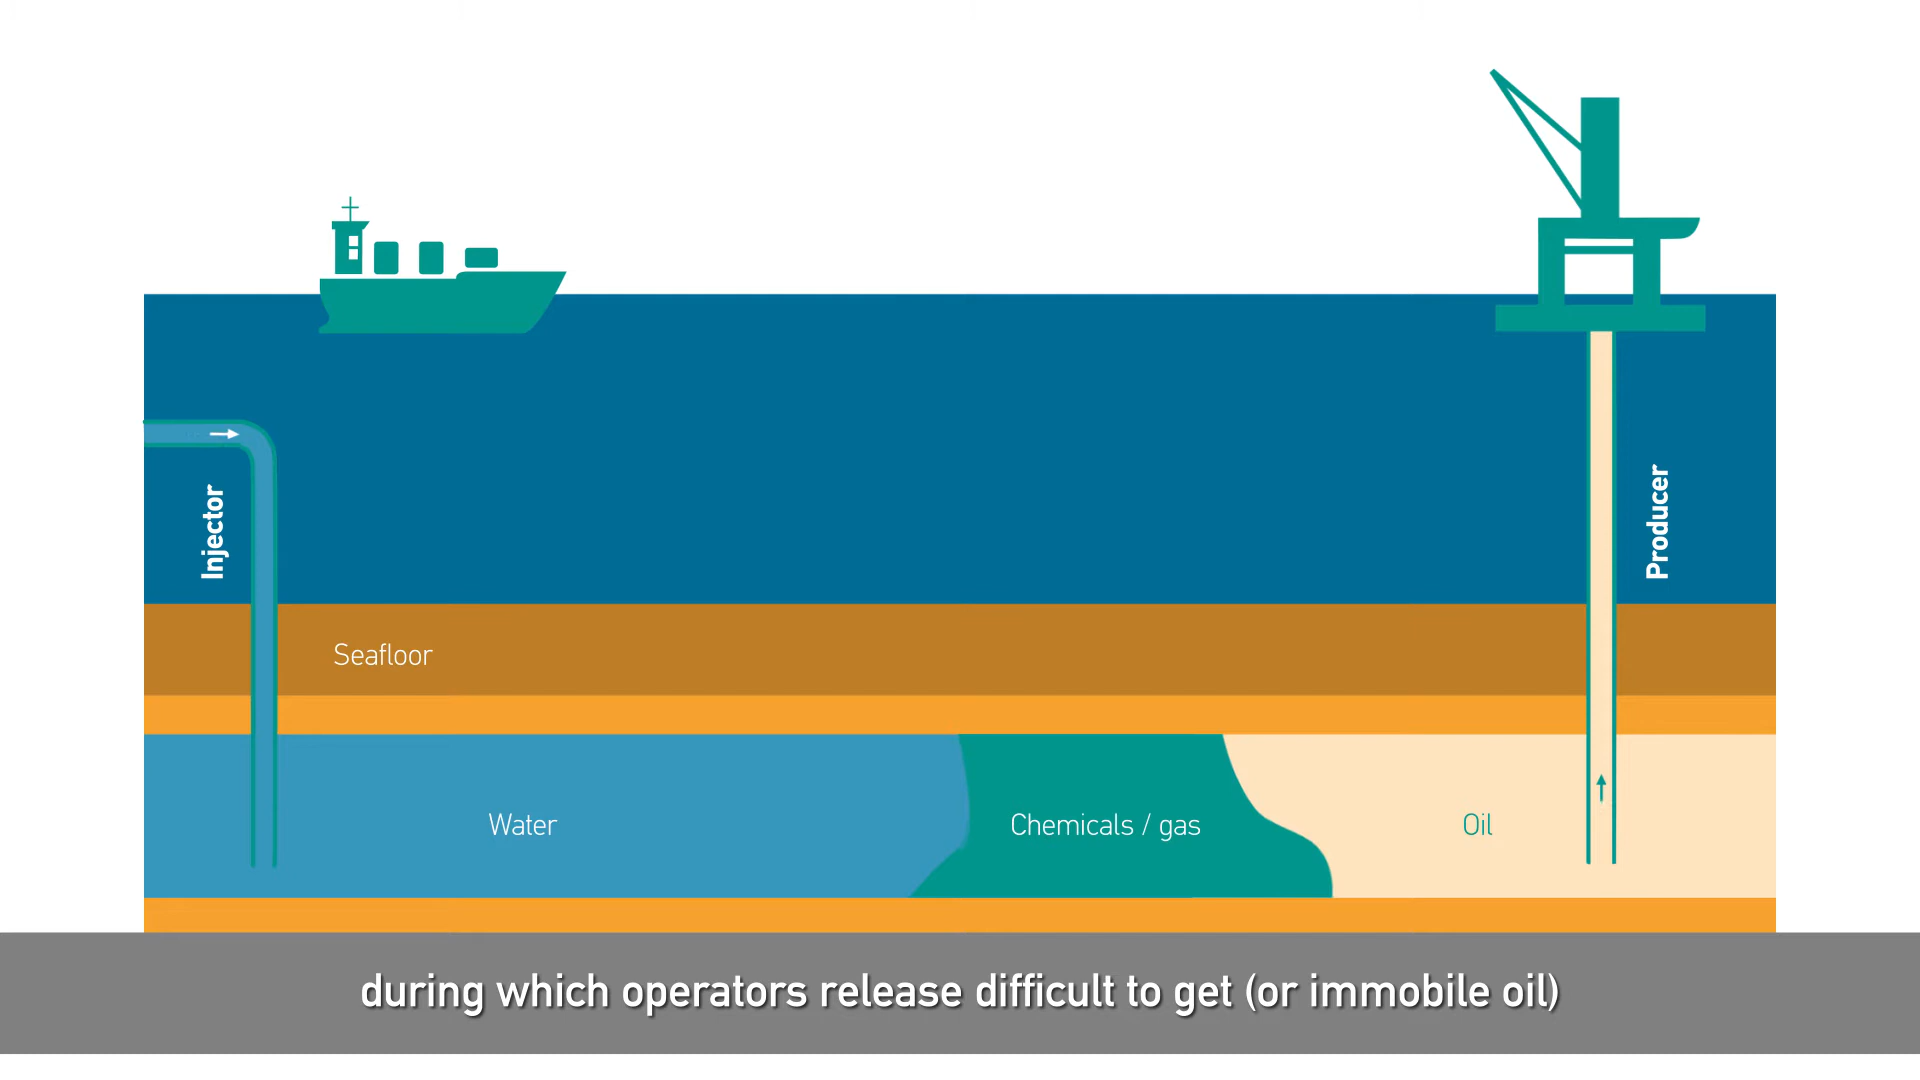 Injector
Producer
Seafloor
Water
Chemicals / gas
Oil
during which operators release difficult to get (or immobile oil)